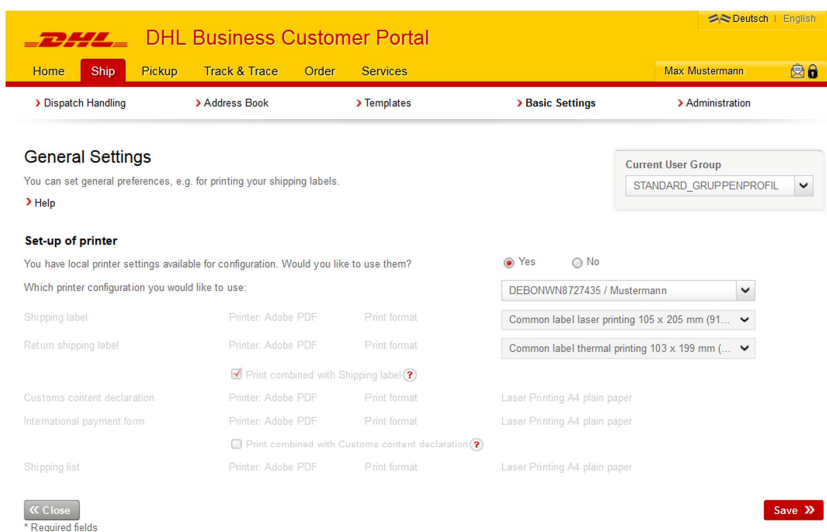 Deutsch | English
DHL DHL Business Customer Portal
Home Ship Pickup Track & Trace Order Services Max Mustermann
Dispatch Handling Address Book Templates Basic Settings Administration
General Settings
Current User Group
You can set general preferences, e.g. for printing your shipping labels.
STANDARD_GRUPPENPROFIL
Help
Set-up of printer
You have local printer settings available for configuration. Would you like to use them? Yes No
Which printer configuration you would like to use: DEBONWN8727435 / Mustermann
Shipping label Printer: Adobe PDF Print format Common label laser printing 105 x 205 mm (91...
Return shipping label Printer: Adobe PDF Print format Common label thermal printing 103 x 199 mm (...
Print combined with Shipping label ?
Customs content declaration Printer: Adobe PDF Print format Laser Printing A4 plain paper
International payment form Printer: Adobe PDF Print format Laser Printing A4 plain paper
Print combined with Customs content declaration ?
Shipping list Printer: Adobe PDF Print format Laser Printing A4 plain paper
« Close Save »
* Required fields